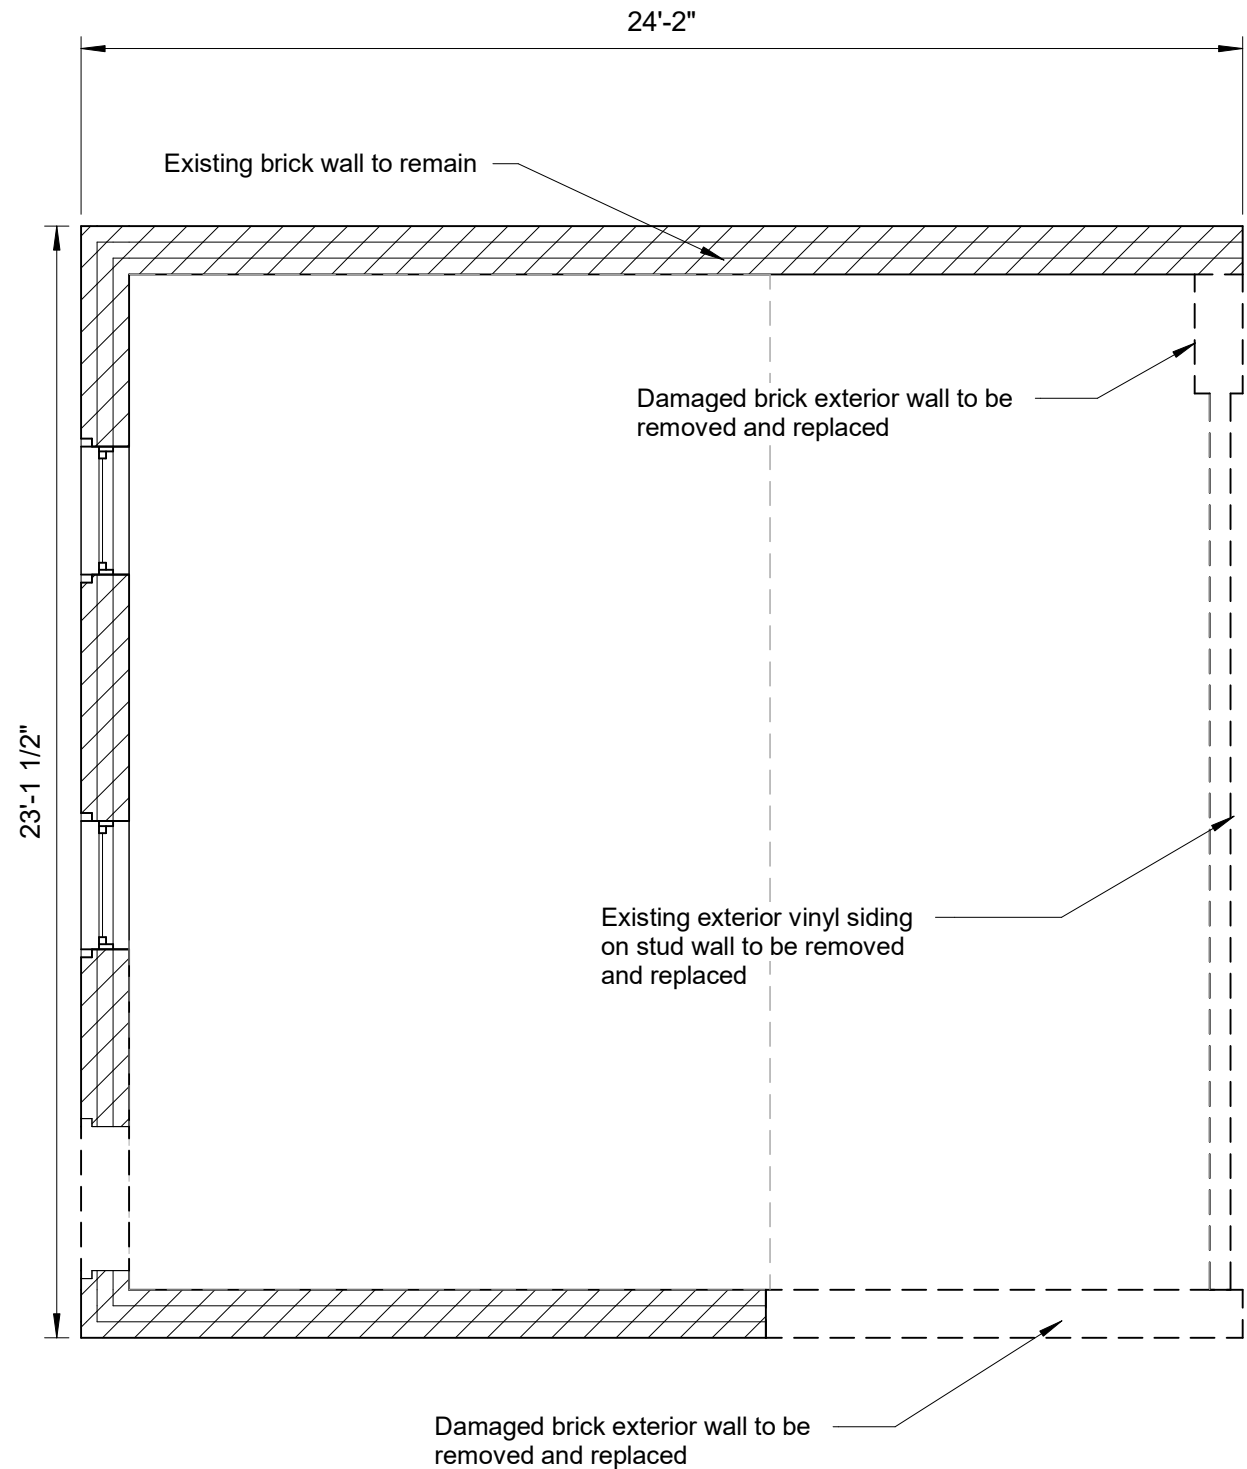 24'-2"
Existing brick wall to remain
Damaged brick exterior wall to be
removed and replaced
23'-1 1/2"
Existing exterior vinyl siding
on stud wall to be removed
and replaced
Damaged brick exterior wall to be
removed and replaced